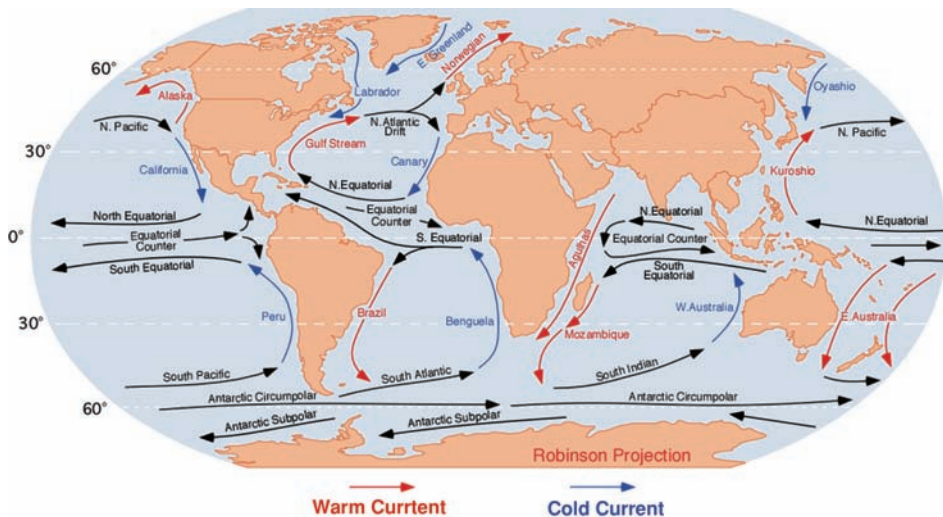 60°
30°
0°
30°
60°
Alaska
N. Pacific
California
North Equatorial
Equatorial
Counter
South Equatorial
Peru
South Pacific
Antarctic Circumpolar
Antarctic Subpolar
Labrador
E. Greenland
Norwegian
N. Atlantic
Drift
Gulf Stream
Canary
N.Equatorial
Equatorial
Counter
S. Equatorial
Brazil
Benguela
South Atlantic
Antarctic Subpolar
Agulhas
Mozambique
N.Equatorial
Equatorial Counter
South
Equatorial
W.Australia
South Indian
Antarctic Circumpolar
Oyashio
N. Pacific
Kuroshio
N.Equatorial
E.Australia
Robinson Projection
Warm Currtent
Cold Current